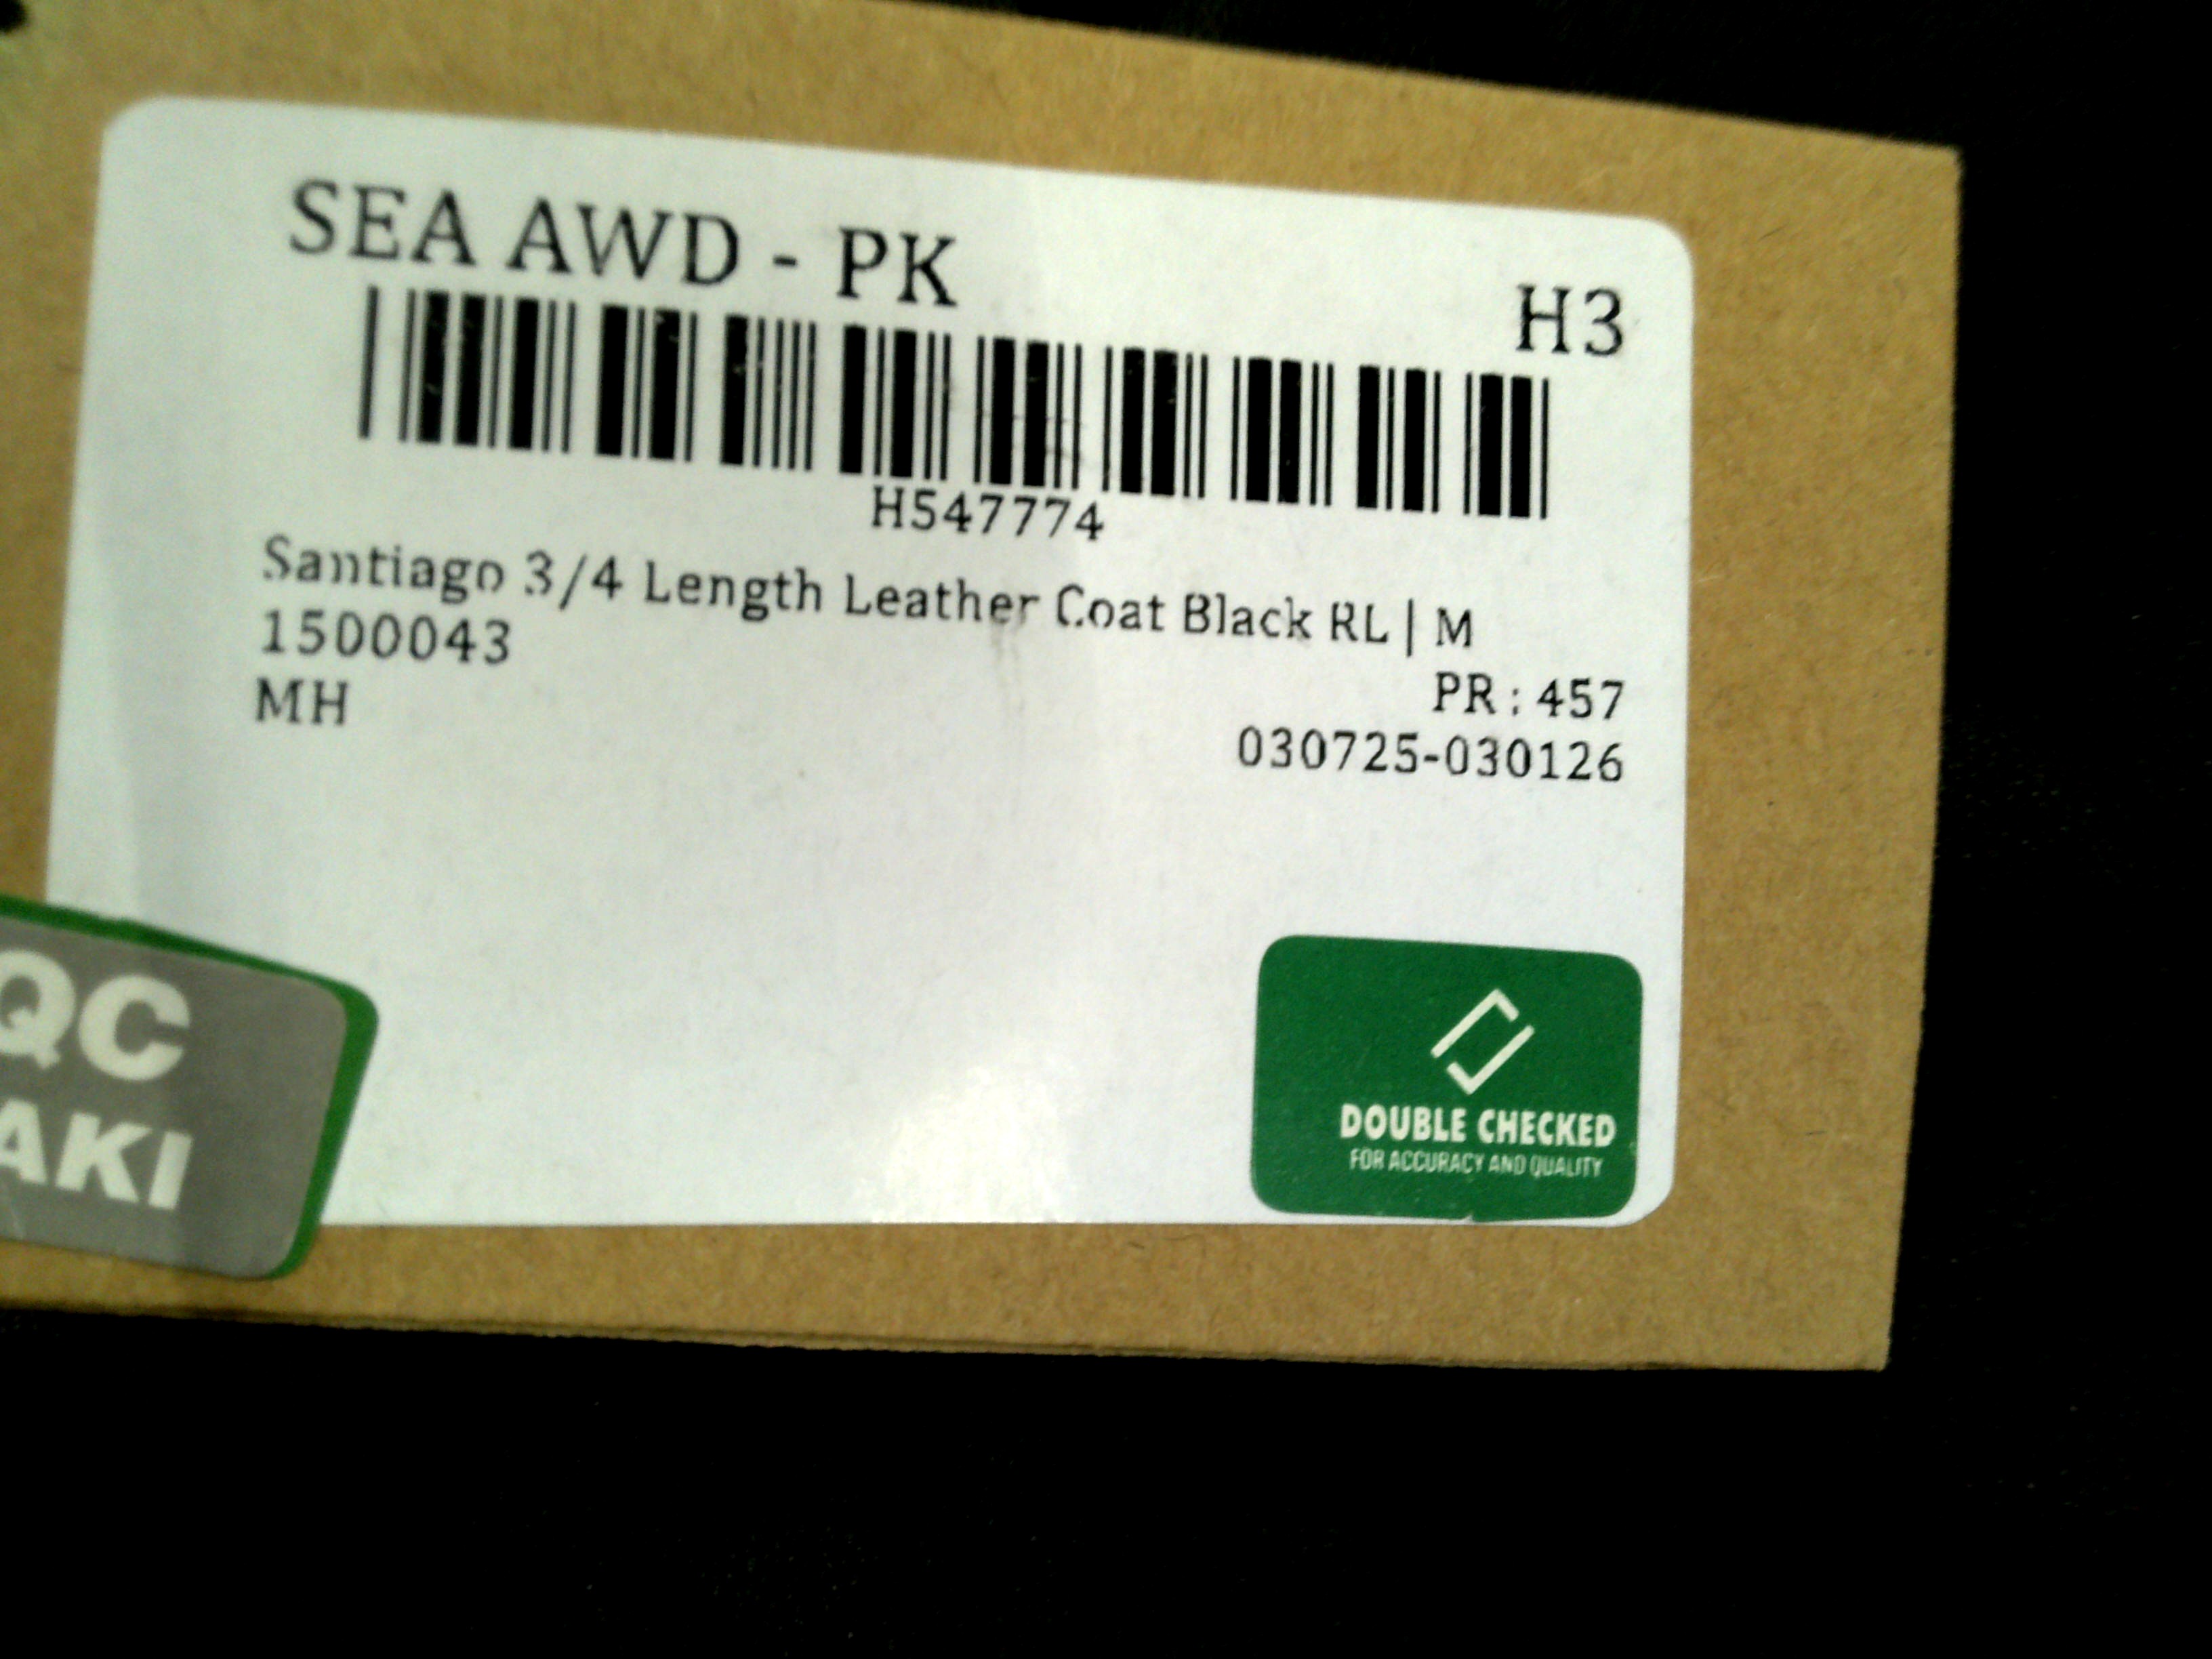 SEA AWD - PK
H3
H547774
Santiago 3/4 Length Leather Coat Black RL | M
1500043
PR : 457
MH
030725-030126
QC
AKI
DOUBLE CHECKED
FOR ACCURACY AND QUALITY